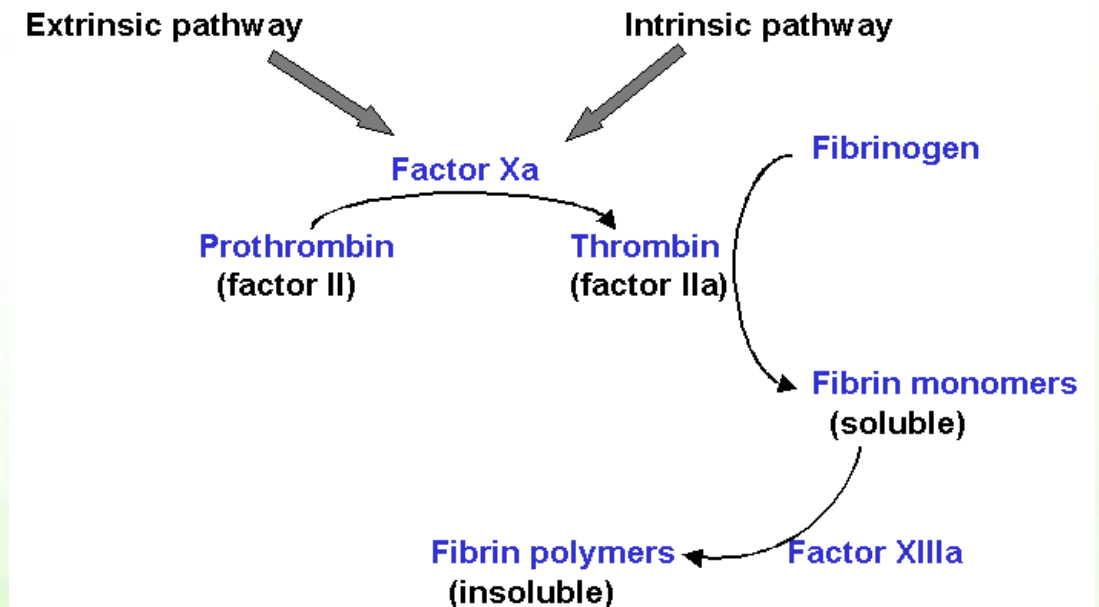 Extrinsic pathway
Intrinsic pathway
Factor Xa
Fibrinogen
Prothrombin
(factor II)
Thrombin
(factor IIa)
Fibrin monomers
(soluble)
Fibrin polymers
(insoluble)
Factor XIIIa